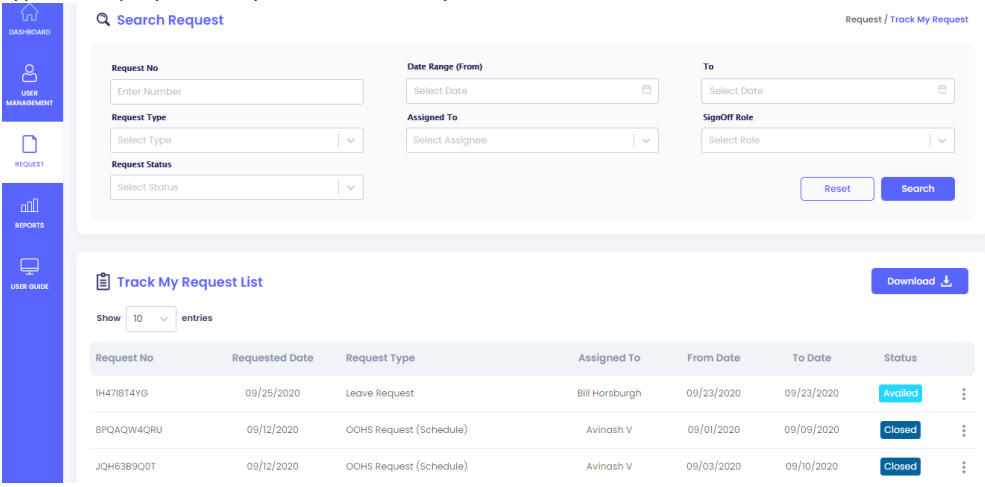 DASHBOARD
USER MANAGEMENT
REQUEST
REPORTS
USER GUIDE
Search Request
Request / Track My Request
Request No
Date Range (From)
To
Enter Number
Select Date
Select Date
Request Type
Assigned To
SignOff Role
Select Type
Select Assignee
Select Role
Request Status
Select Status
Reset
Search
Track My Request List
Download
Show 10 entries
Request No Requested Date Request Type Assigned To From Date To Date Status
1H47I8T4YG 09/25/2020 Leave Request Bill Horsburgh 09/23/2020 09/23/2020 Availed
8PQAQW4QRU 09/12/2020 OOHS Request (Schedule) Avinash V 09/01/2020 09/09/2020 Closed
JQH63B9Q0T 09/12/2020 OOHS Request (Schedule) Avinash V 09/03/2020 09/10/2020 Closed